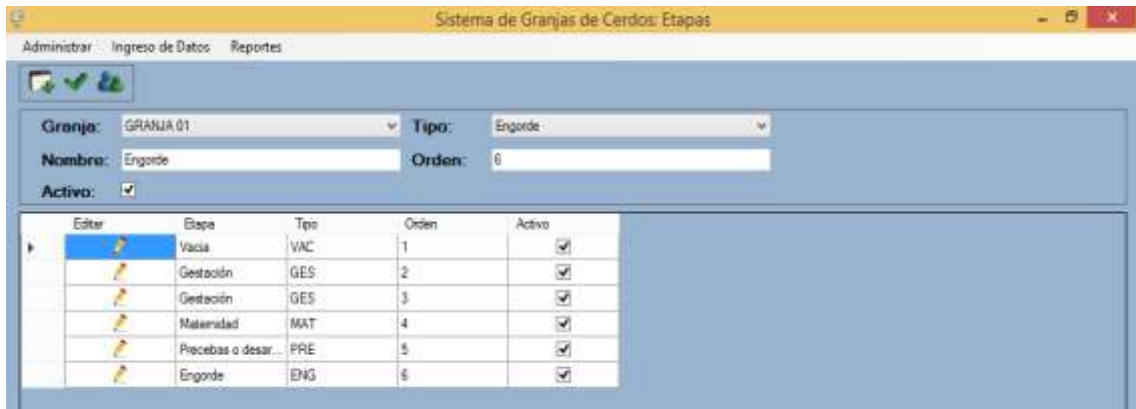 Sistema de Granjas de Cerdos: Etapas
Administrar Ingreso de Datos Reportes
Granja: GRANJA 01 Tipo: Engorde
Nombre: Engorde Orden: 6
Activo:
Editar Etapa Tipo Orden Activo
Vacia VAC 1
Gestación GES 2
Gestación GES 3
Maternidad MAT 4
Precebas o desar... PRE 5
Engorde ENG 6